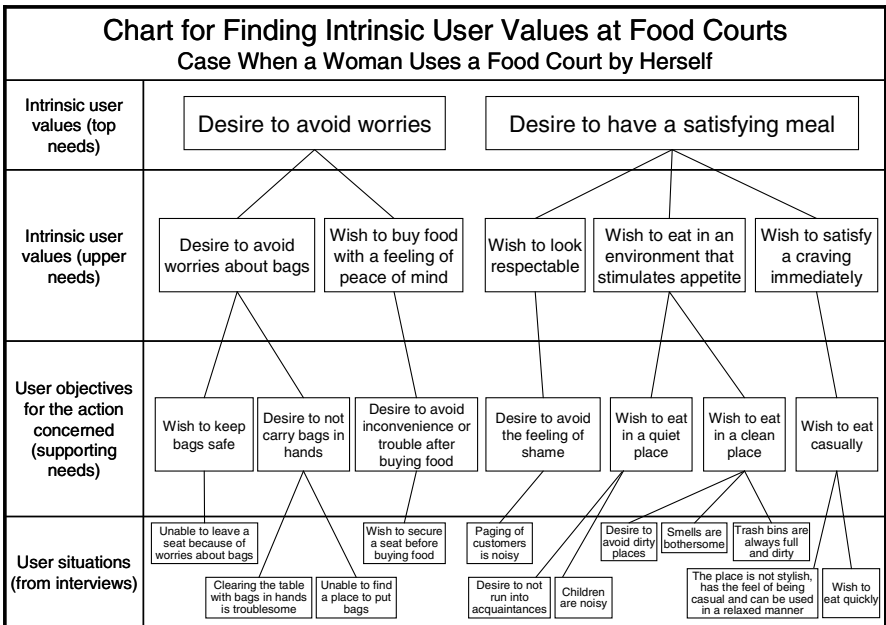 Chart for Finding Intrinsic User Values at Food Courts
Case When a Woman Uses a Food Court by Herself
Intrinsic user
values (top
needs)
Desire to avoid worries
Desire to have a satisfying meal
Intrinsic user
values (upper
needs)
Desire to avoid
worries about bags
Wish to buy food
with a feeling of
peace of mind
Wish to look
respectable
Wish to eat in an
environment that
stimulates appetite
Wish to satisfy
a craving
immediately
User objectives
for the action
concerned
(supporting
needs)
Wish to keep
bags safe
Desire to not
carry bags in
hands
Desire to avoid
inconvenience or
trouble after
buying food
Desire to avoid
the feeling of
shame
Wish to eat
in a quiet
place
Wish to eat
in a clean
place
Wish to eat
casually
User situations
(from interviews)
Unable to leave a
seat because of
worries about bags
Wish to secure
a seat before
buying food
Paging of
customers
is noisy
Desire to
avoid dirty
places
Smells are
bothersome
Trash bins are
always full
and dirty
Clearing the table
with bags in hands
is troublesome
Unable to find
a place to put
bags
Desire to not
run into
acquaintances
Children
are noisy
The place is not stylish,
has the feel of being
casual and can be used
in a relaxed manner
Wish to
eat quickly